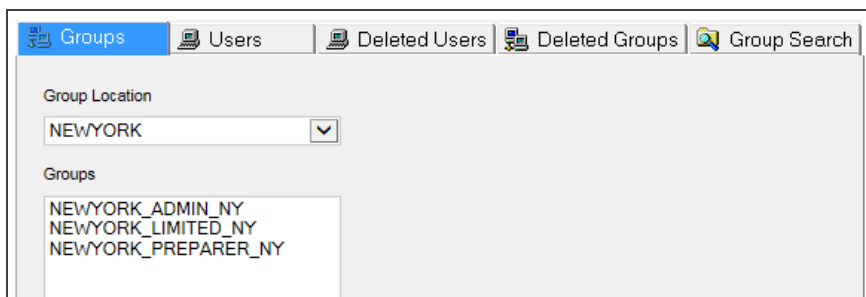 Groups Users Deleted Users Deleted Groups Group Search
Group Location
NEWYORK
Groups
NEWYORK_ADMIN_NY
NEWYORK_LIMITED_NY
NEWYORK_PREPARER_NY